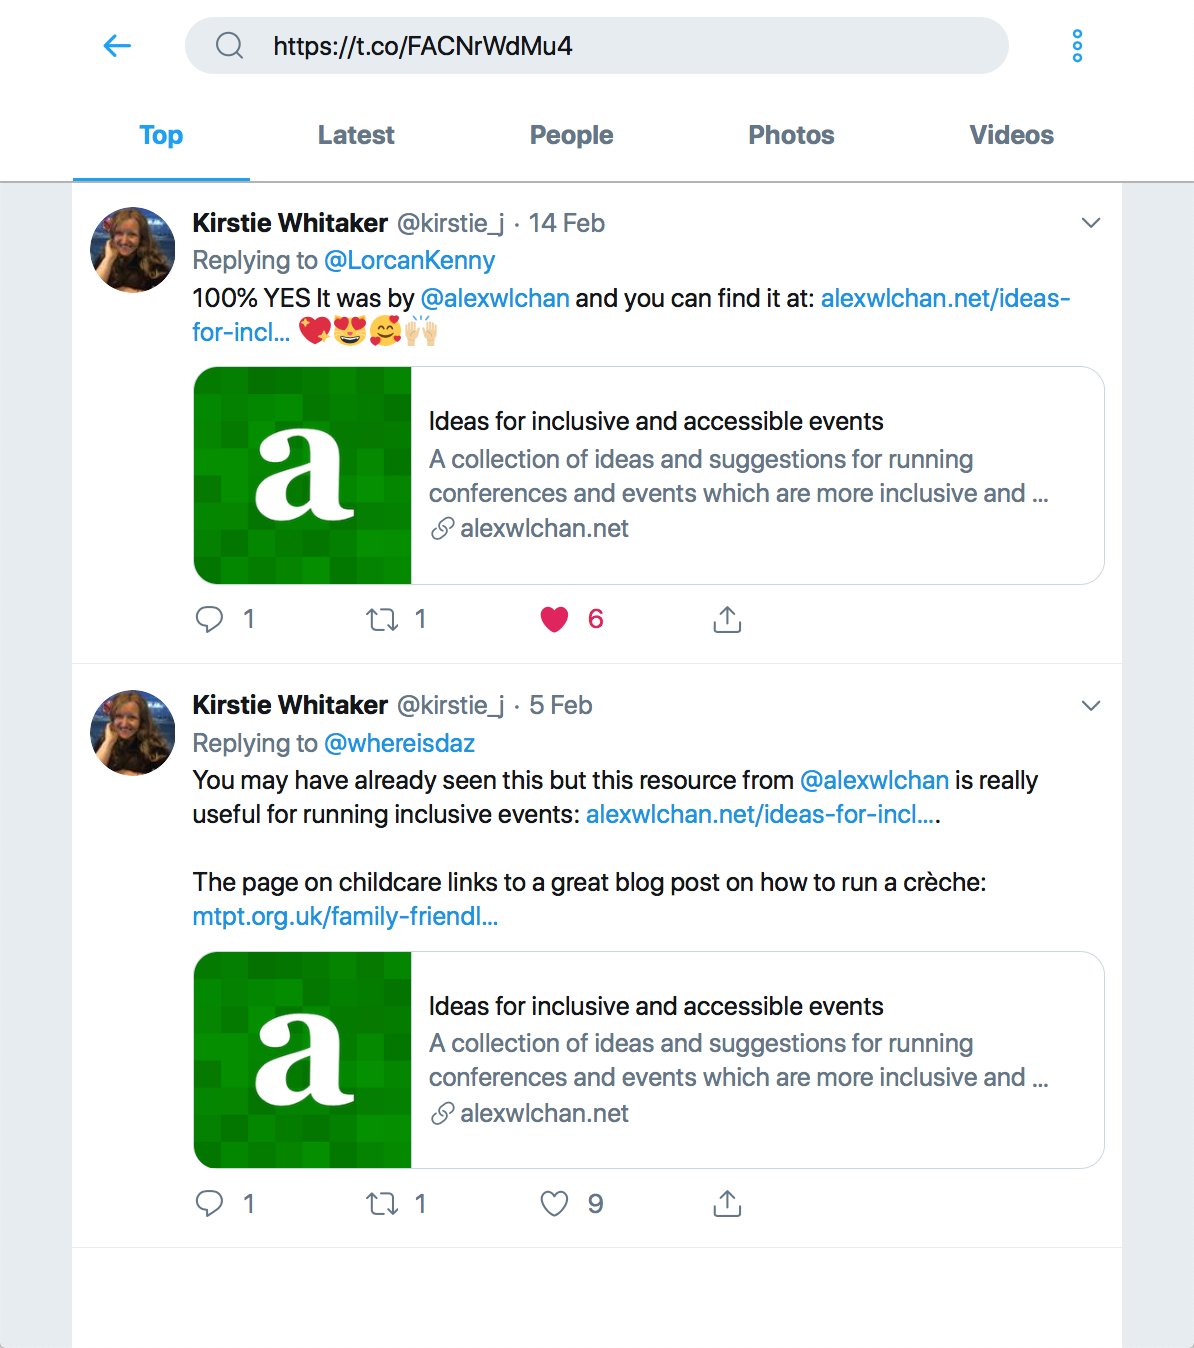 https://t.co/FACNrWdMu4
Top Latest People Photos Videos
Kirstie Whitaker @kirstie_j · 14 Feb
Replying to @LorcanKenny
100% YES It was by @alexwlchan and you can find it at: alexwlchan.net/ideas-
for-incl… 💖😻🥰🙌🏼
a
Ideas for inclusive and accessible events
A collection of ideas and suggestions for running
conferences and events which are more inclusive and ...
alexwlchan.net
1 1 6
Kirstie Whitaker @kirstie_j · 5 Feb
Replying to @whereisdaz
You may have already seen this but this resource from @alexwlchan is really
useful for running inclusive events: alexwlchan.net/ideas-for-incl….
The page on childcare links to a great blog post on how to run a crèche:
mtpt.org.uk/family-friendl…
a
Ideas for inclusive and accessible events
A collection of ideas and suggestions for running
conferences and events which are more inclusive and ...
alexwlchan.net
1 1 9